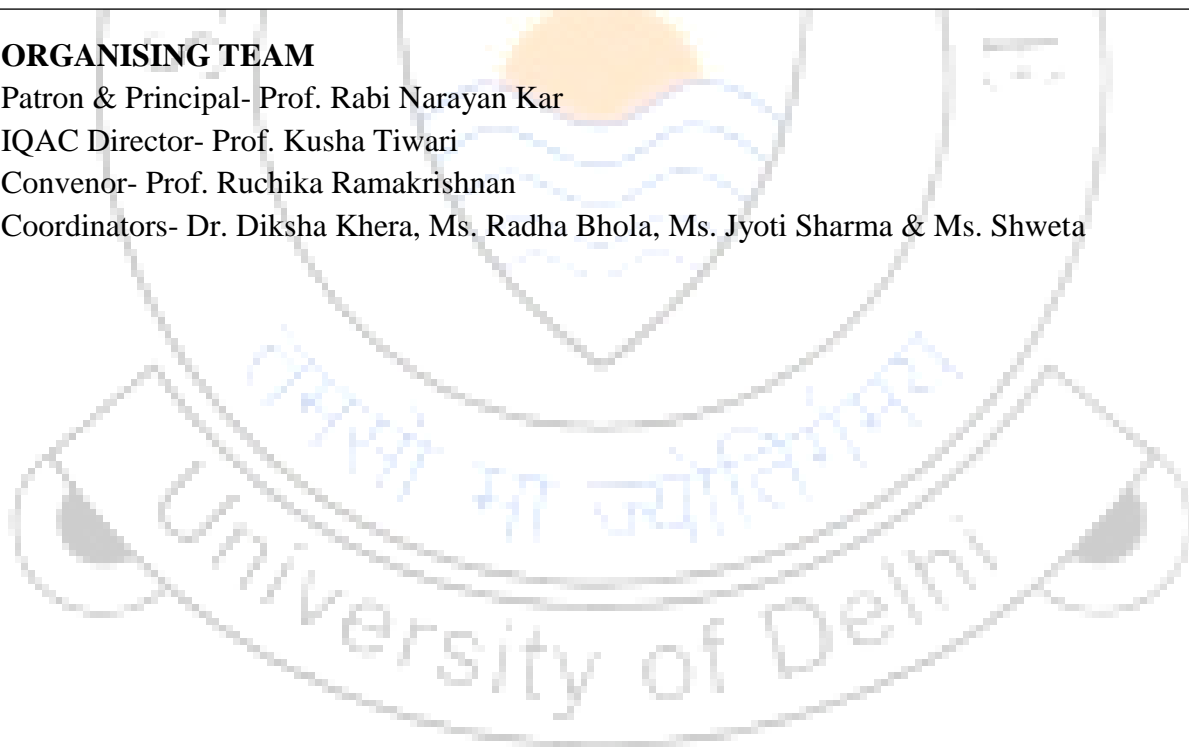 ORGANISING TEAM
Patron & Principal- Prof. Rabi Narayan Kar
IQAC Director- Prof. Kusha Tiwari
Convenor- Prof. Ruchika Ramakrishnan
Coordinators- Dr. Diksha Khera, Ms. Radha Bhola, Ms. Jyoti Sharma & Ms. Shweta
तमसो मा ज्योतिर्गमय
University of Delhi